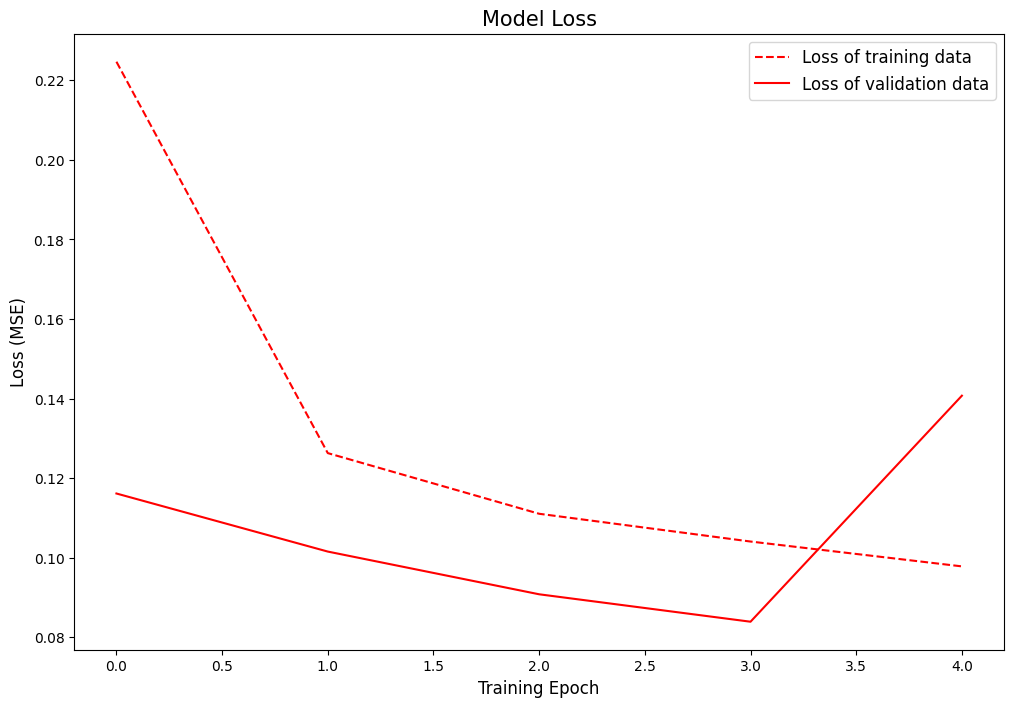 Model Loss
Loss of training data
Loss of validation data
Loss (MSE)
0.22
0.20
0.18
0.16
0.14
0.12
0.10
0.08
0.0 0.5 1.0 1.5 2.0 2.5 3.0 3.5 4.0
Training Epoch